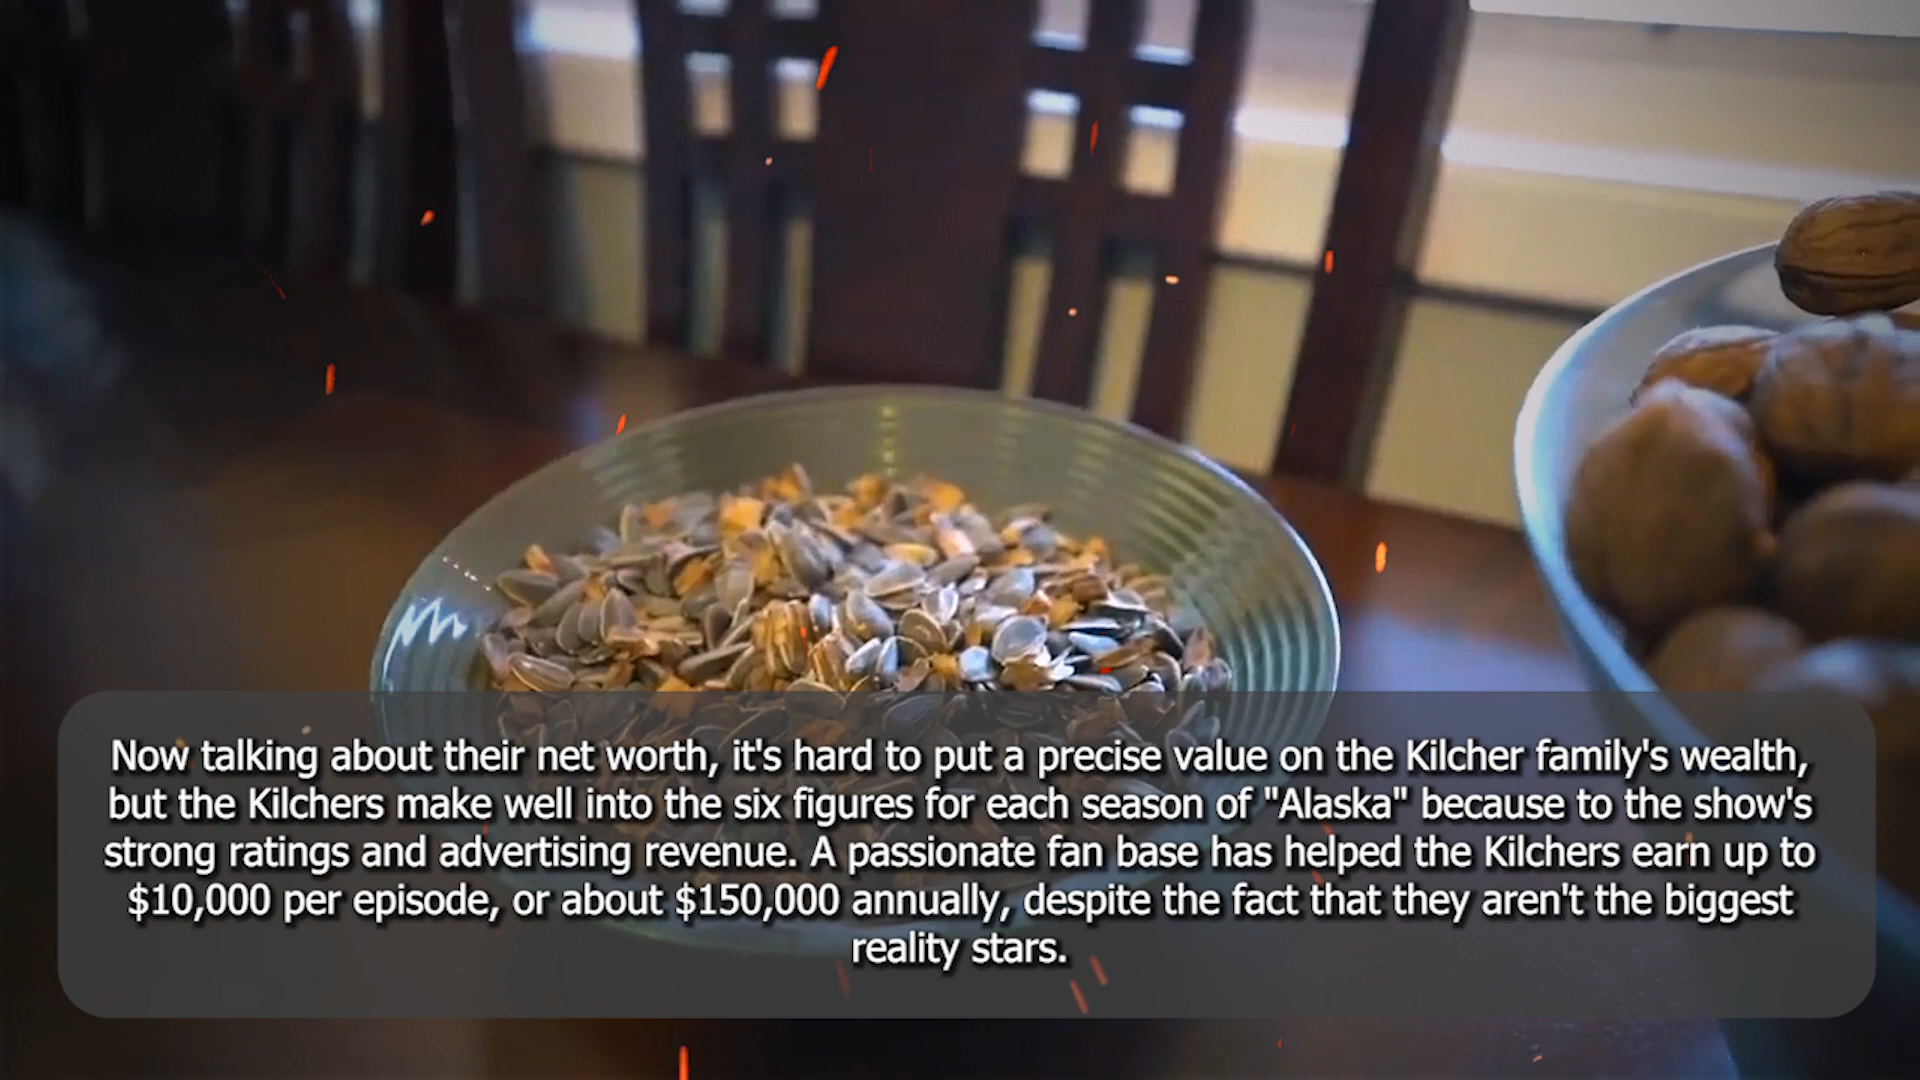 Now talking about their net worth, it's hard to put a precise value on the Kilcher family's wealth,
but the Kilchers make well into the six figures for each season of "Alaska" because to the show's
strong ratings and advertising revenue. A passionate fan base has helped the Kilchers earn up to
$10,000 per episode, or about $150,000 annually, despite the fact that they aren't the biggest
reality stars.